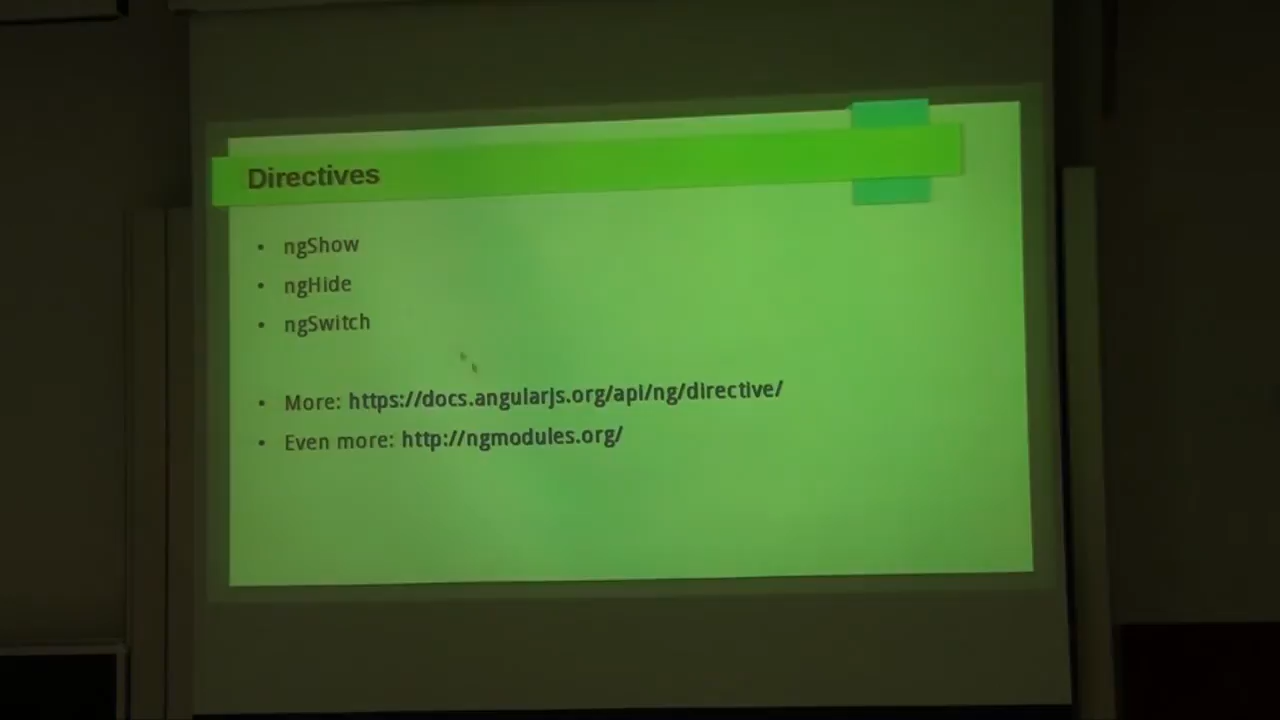 Directives
• ngShow
• ngHide
• ngSwitch
• More: https://docs.angularjs.org/api/ng/directive/
• Even more: http://ngmodules.org/